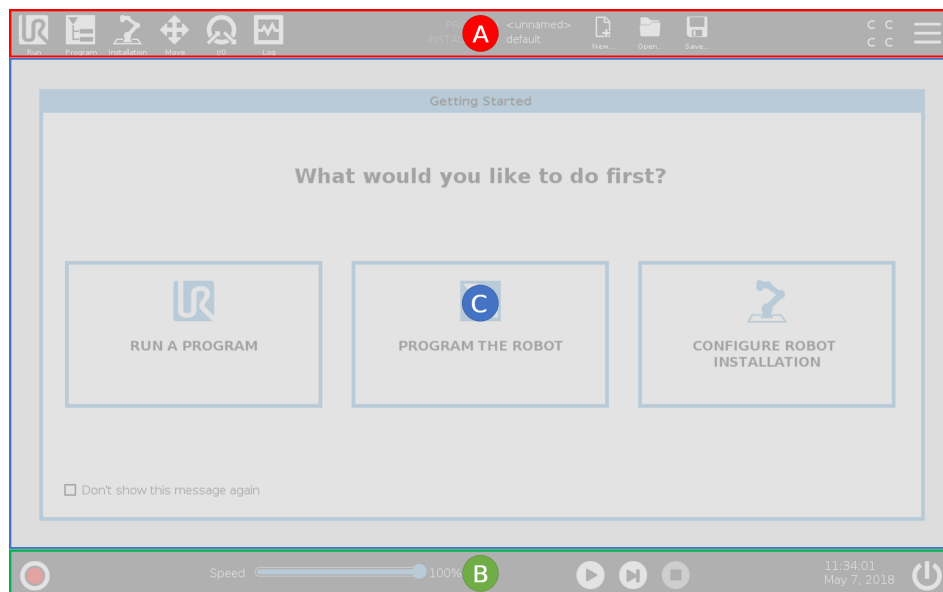 PRO <unnamed>
INSTA default
A
C C
C C
Run Program Installation Move I/O Log
New... Open... Save...
Getting Started
What would you like to do first?
C
RUN A PROGRAM
PROGRAM THE ROBOT
CONFIGURE ROBOT
INSTALLATION
Don't show this message again
Speed 100%
B
11:34:01
May 7, 2018